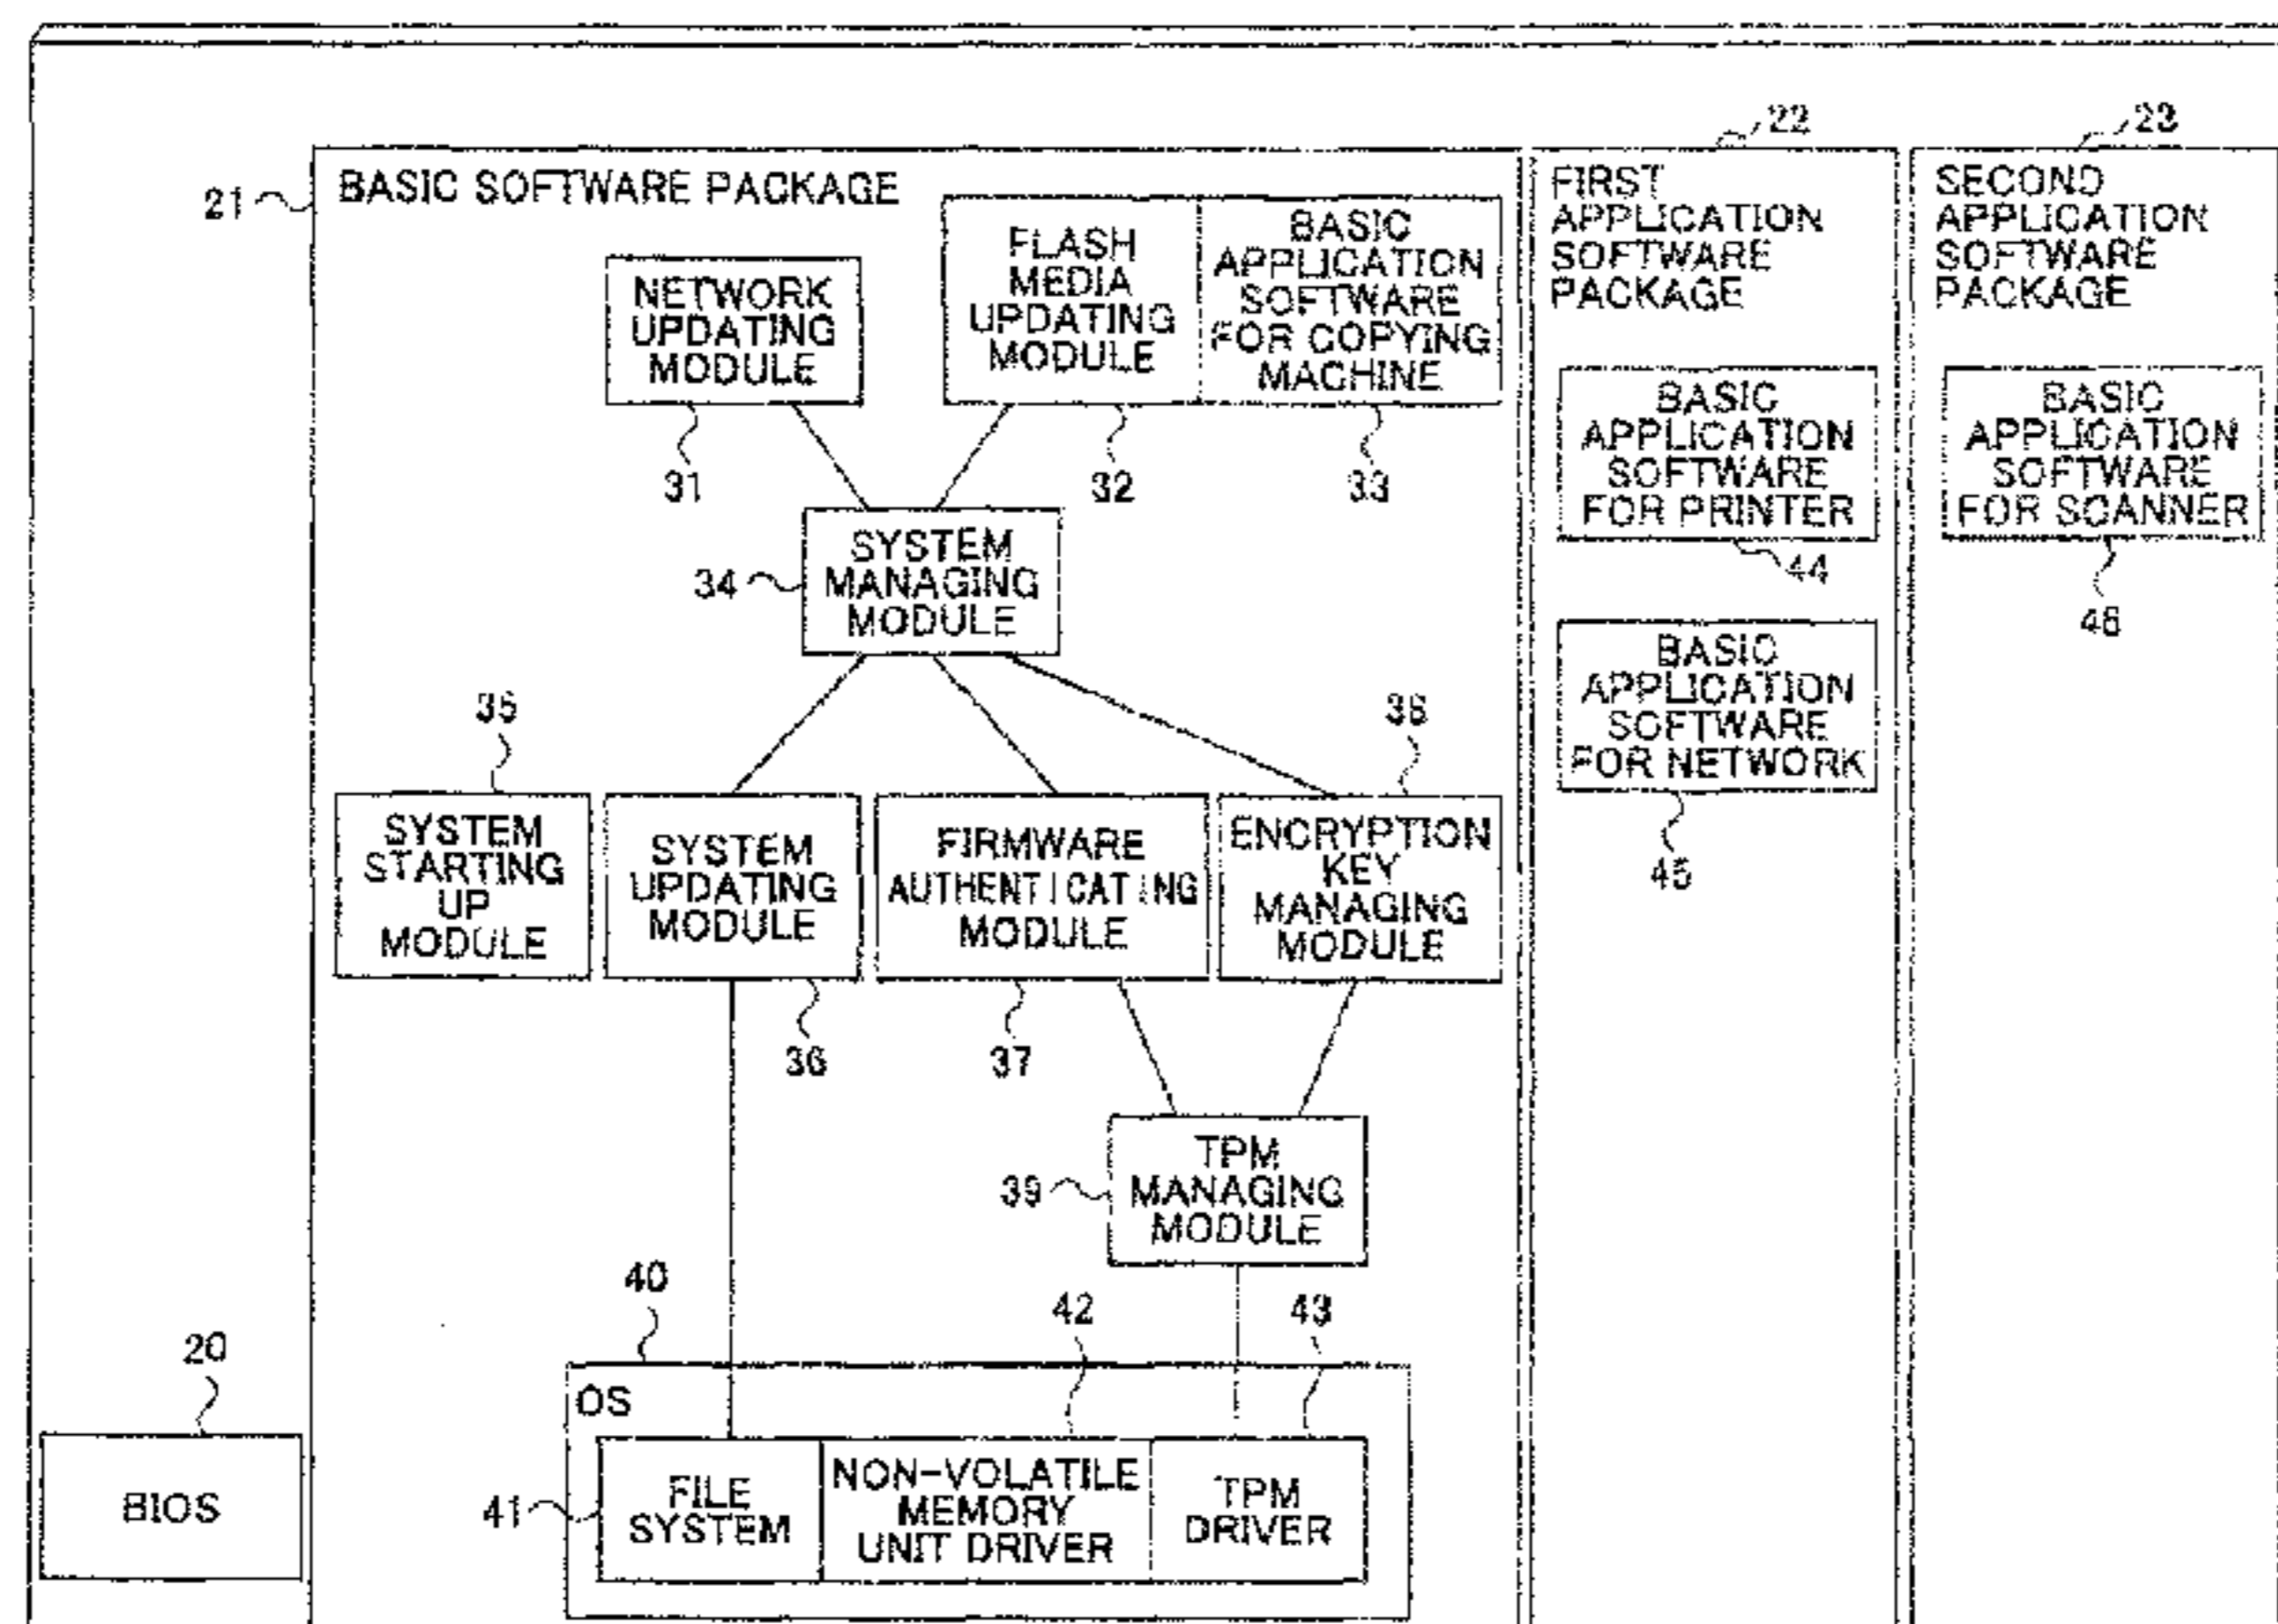 22
23
21
BASIC SOFTWARE PACKAGE
FIRST
APPLICATION
SOFTWARE
PACKAGE
SECOND
APPLICATION
SOFTWARE
PACKAGE
NETWORK
UPDATING
MODULE
31
FLASH
MEDIA
UPDATING
MODULE
32
BASIC
APPLICATION
SOFTWARE
FOR COPYING
MACHINE
33
BASIC
APPLICATION
SOFTWARE
FOR PRINTER
44
BASIC
APPLICATION
SOFTWARE
FOR SCANNER
46
34
SYSTEM
MANAGING
MODULE
BASIC
APPLICATION
SOFTWARE
FOR NETWORK
45
35
SYSTEM
STARTING
UP
MODULE
SYSTEM
UPDATING
MODULE
36
FIRMWARE
AUTHENTICATING
MODULE
37
38
ENCRYPTION
KEY
MANAGING
MODULE
39
TPM
MANAGING
MODULE
40
42
43
OS
41
FILE
SYSTEM
NON-VOLATILE
MEMORY
UNIT DRIVER
TPM
DRIVER
20
BIOS